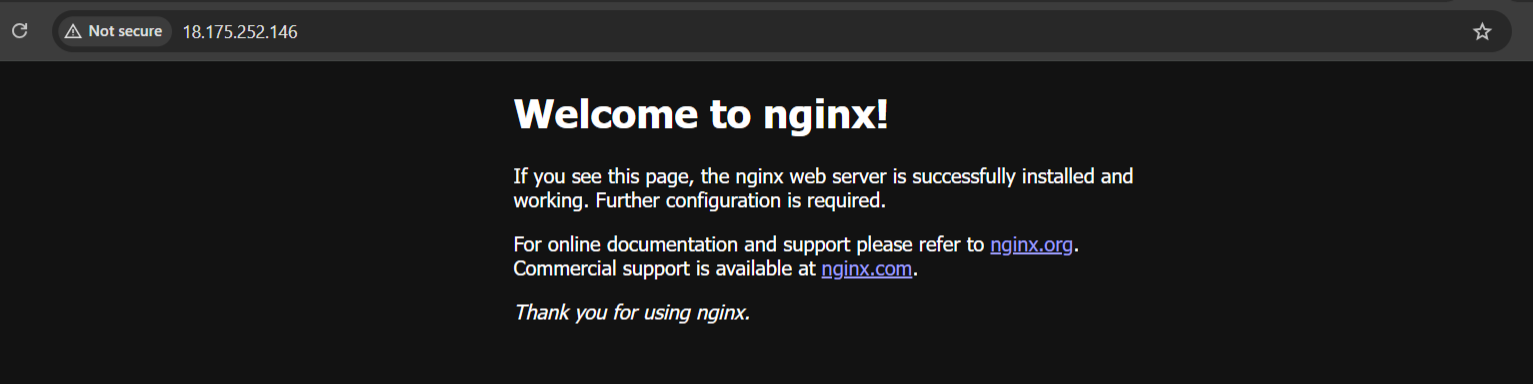 Not secure 18.175.252.146
Welcome to nginx!
If you see this page, the nginx web server is successfully installed and
working. Further configuration is required.
For online documentation and support please refer to nginx.org.
Commercial support is available at nginx.com.
Thank you for using nginx.